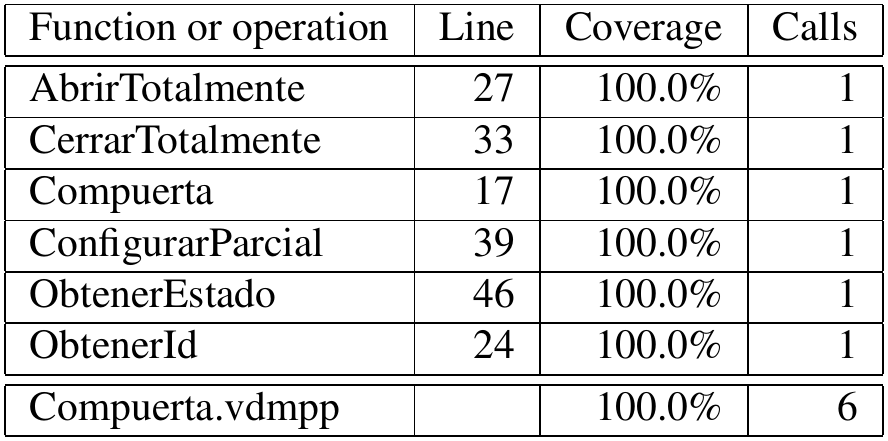 Function or operation Line Coverage Calls
AbrirTotalmente 27 100.0% 1
CerrarTotalmente 33 100.0% 1
Compuerta 17 100.0% 1
ConfigurarParcial 39 100.0% 1
ObtenerEstado 46 100.0% 1
ObtenerId 24 100.0% 1
Compuerta.vdmpp 100.0% 6